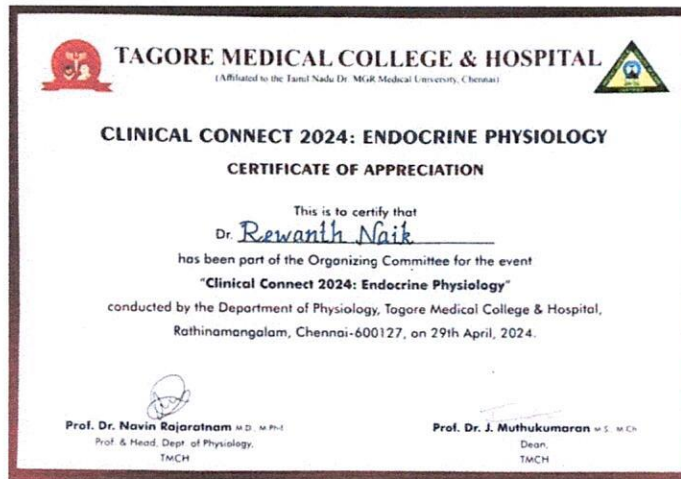 TAGORE MEDICAL COLLEGE & HOSPITAL
(Affiliated to the Tamil Nadu Dr. MGR Medical University, Chennai)
CLINICAL CONNECT 2024: ENDOCRINE PHYSIOLOGY
CERTIFICATE OF APPRECIATION
This is to certify that
Dr. Rewanth Naik
has been part of the Organizing Committee for the event
"Clinical Connect 2024: Endocrine Physiology"
conducted by the Department of Physiology, Tagore Medical College & Hospital,
Rathinamangalam, Chennai-600127, on 29th April, 2024.
Prof. Dr. Navin Rajaratnam M.D., M.Phil
Prof. & Head, Dept. of Physiology,
TMCH
Prof. Dr. J. Muthukumaran M.S., M.Ch
Dean,
TMCH